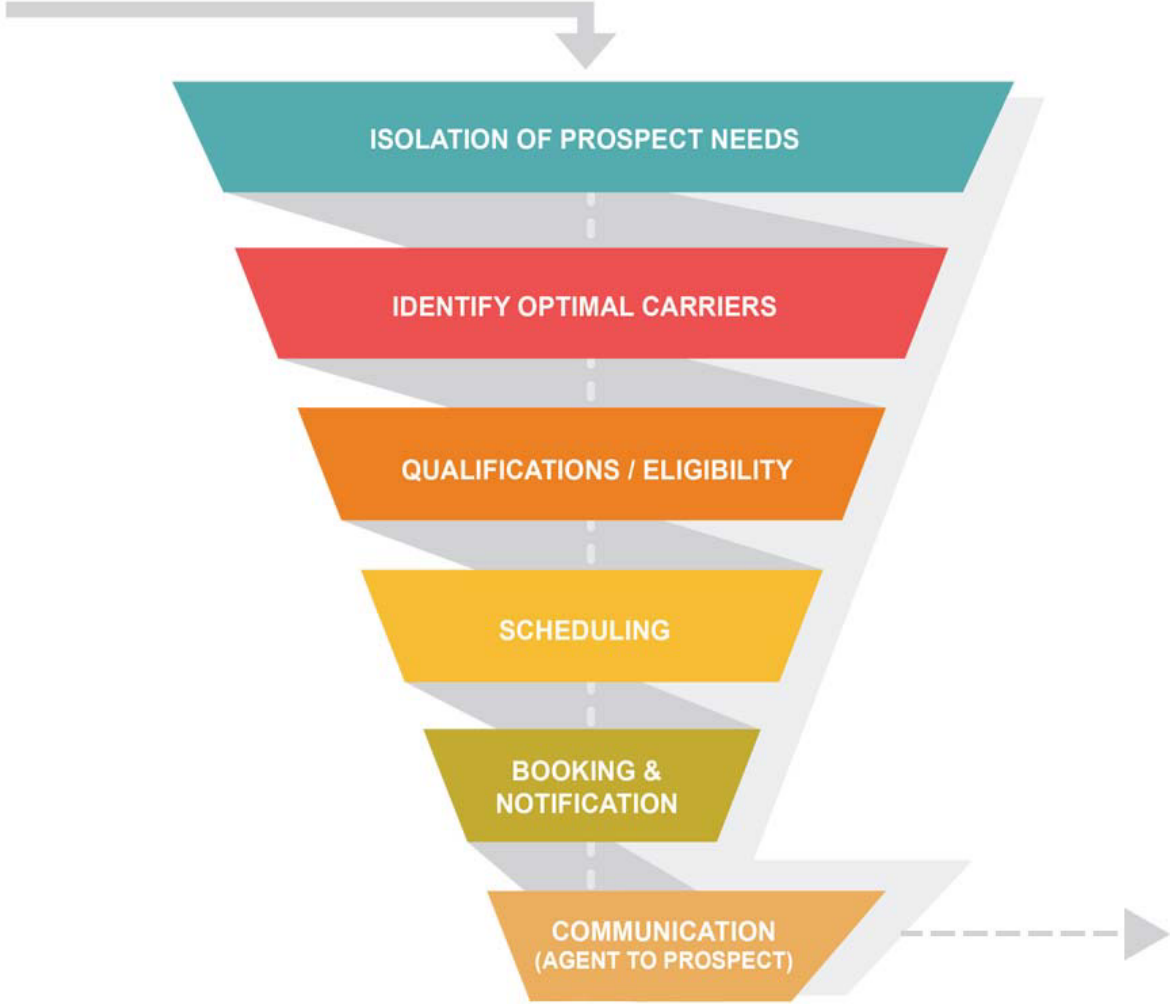 ISOLATION OF PROSPECT NEEDS
IDENTIFY OPTIMAL CARRIERS
QUALIFICATIONS / ELIGIBILITY
SCHEDULING
BOOKING &
NOTIFICATION
COMMUNICATION
(AGENT TO PROSPECT)